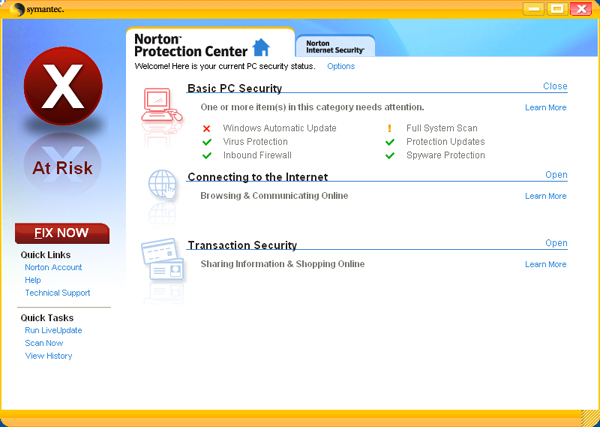 symantec.
Norton™
Protection Center
Norton
Internet Security™
Welcome! Here is your current PC security status. Options
X
At Risk
FIX NOW
Quick Links
Norton Account
Help
Technical Support
Quick Tasks
Run LiveUpdate
Scan Now
View History
Basic PC Security Close
One or more item(s) in this category needs attention. Learn More
Windows Automatic Update Full System Scan
Virus Protection Protection Updates
Inbound Firewall Spyware Protection
Connecting to the Internet Open
Browsing & Communicating Online Learn More
Transaction Security Open
Sharing Information & Shopping Online Learn More